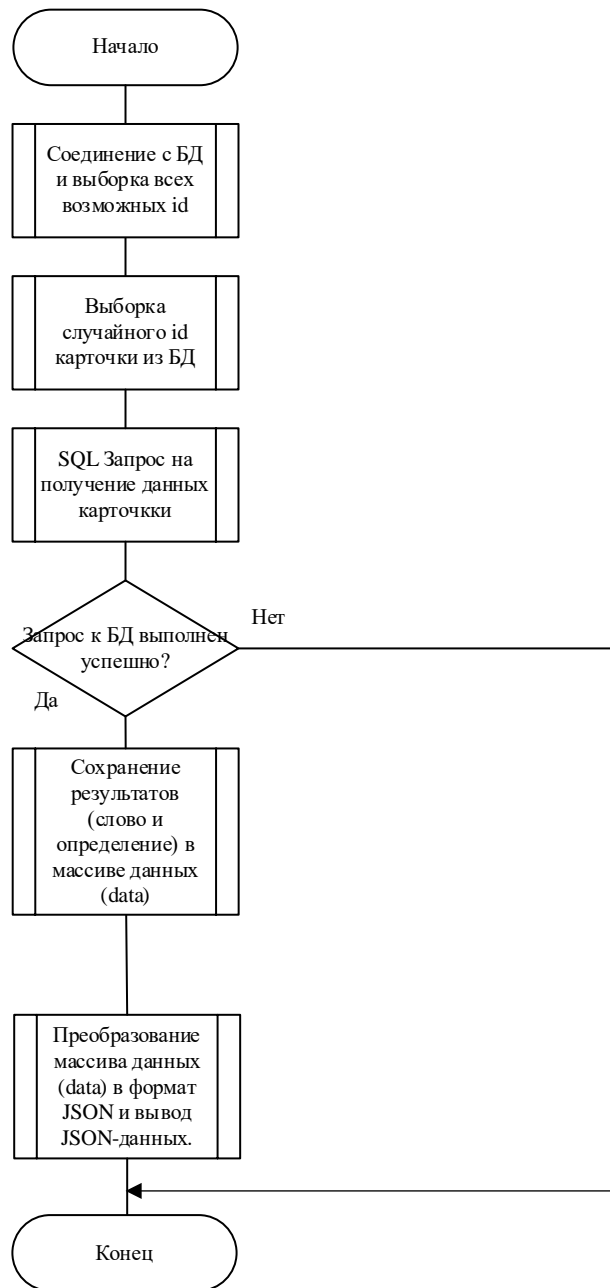 Начало
Соединение с БД
и выборка всех
возможных id
Выборка
случайного id
карточки из БД
SQL Запрос на
получение данных
карточкки
Запрос к БД выполнен
успешно?
Нет
Да
Сохранение
результатов
(слово и
определение) в
массиве данных
(data)
Преобразование
массива данных
(data) в формат
JSON и вывод
JSON-данных.
Конец